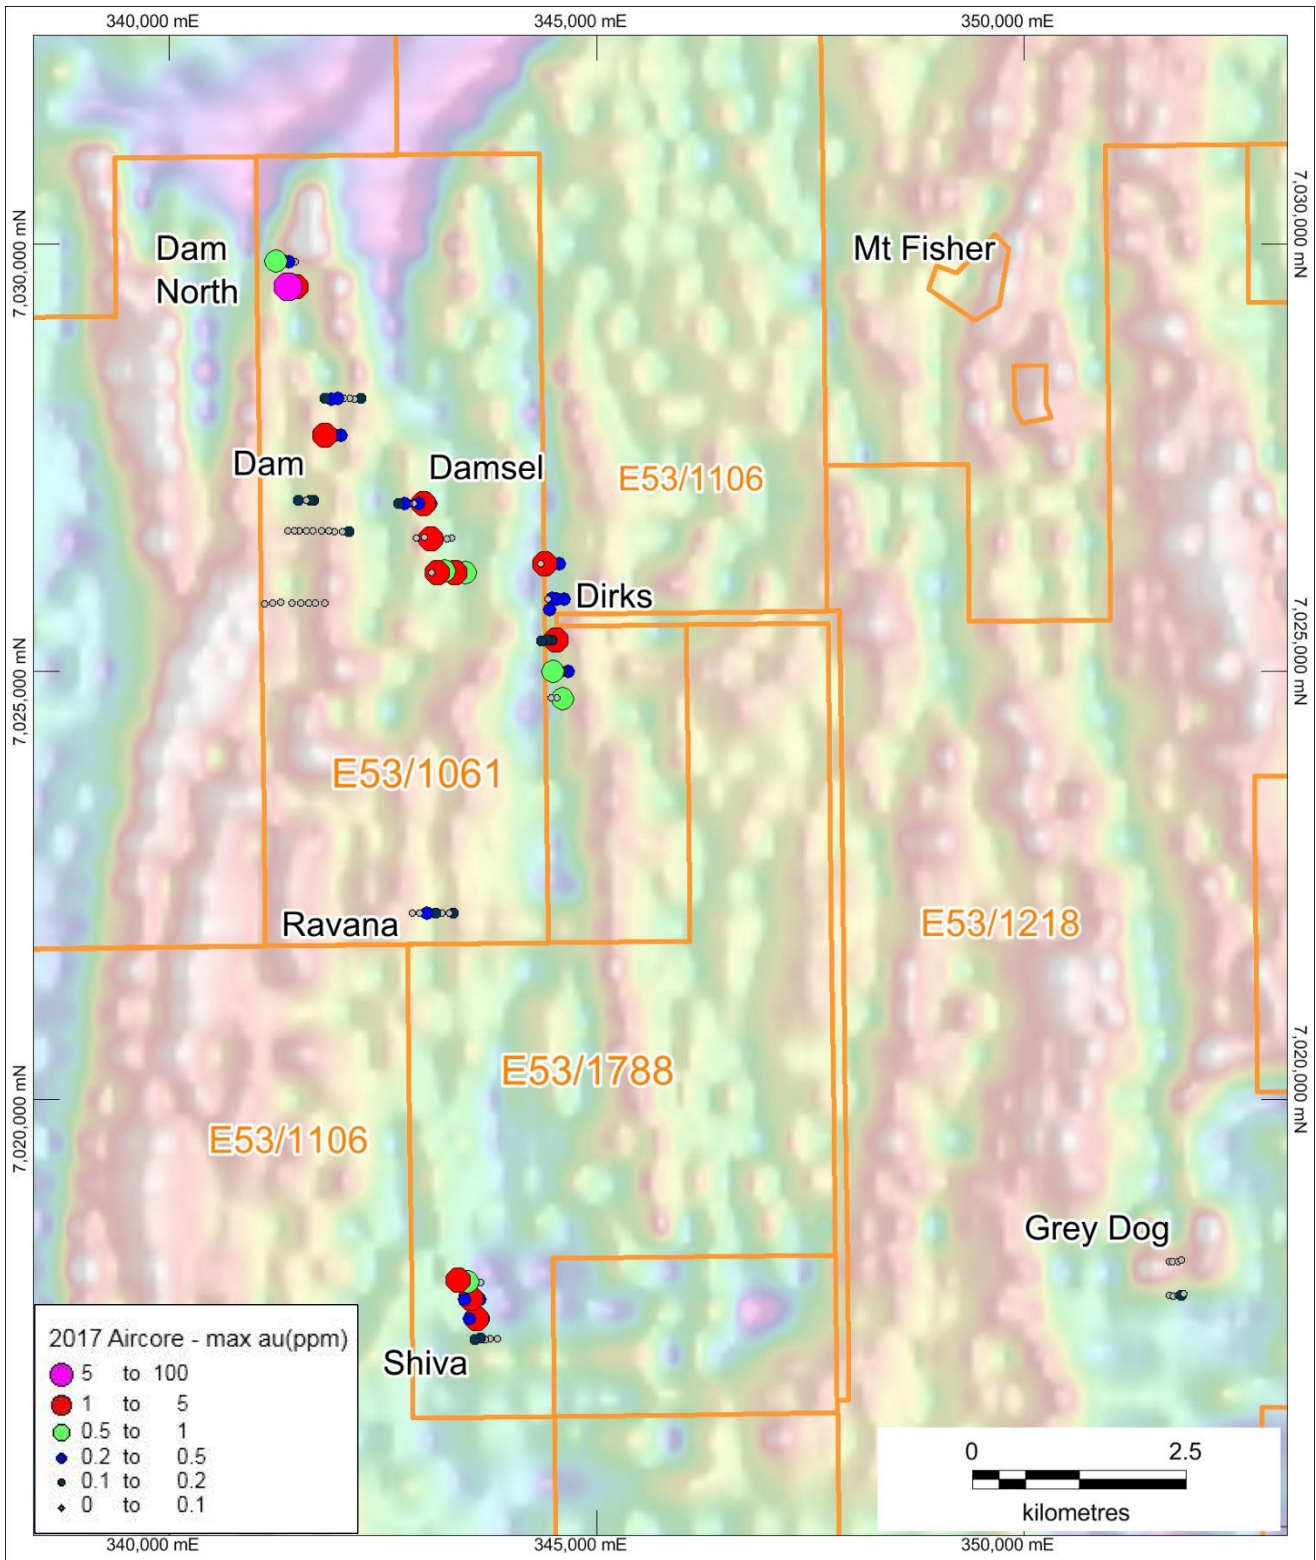 340,000 mE
345,000 mE
350,000 mE
7,030,000 mN
7,030,000 mN
Dam
North
Mt Fisher
Dam
Damsel
E53/1106
Dirks
7,025,000 mN
7,025,000 mN
E53/1061
Ravana
E53/1218
E53/1788
7,020,000 mN
7,020,000 mN
E53/1106
Grey Dog
Shiva
2017 Aircore - max au(ppm)
5 to 100
1 to 5
0.5 to 1
0.2 to 0.5
0.1 to 0.2
0 to 0.1
0 2.5
kilometres
340,000 mE
345,000 mE
350,000 mE